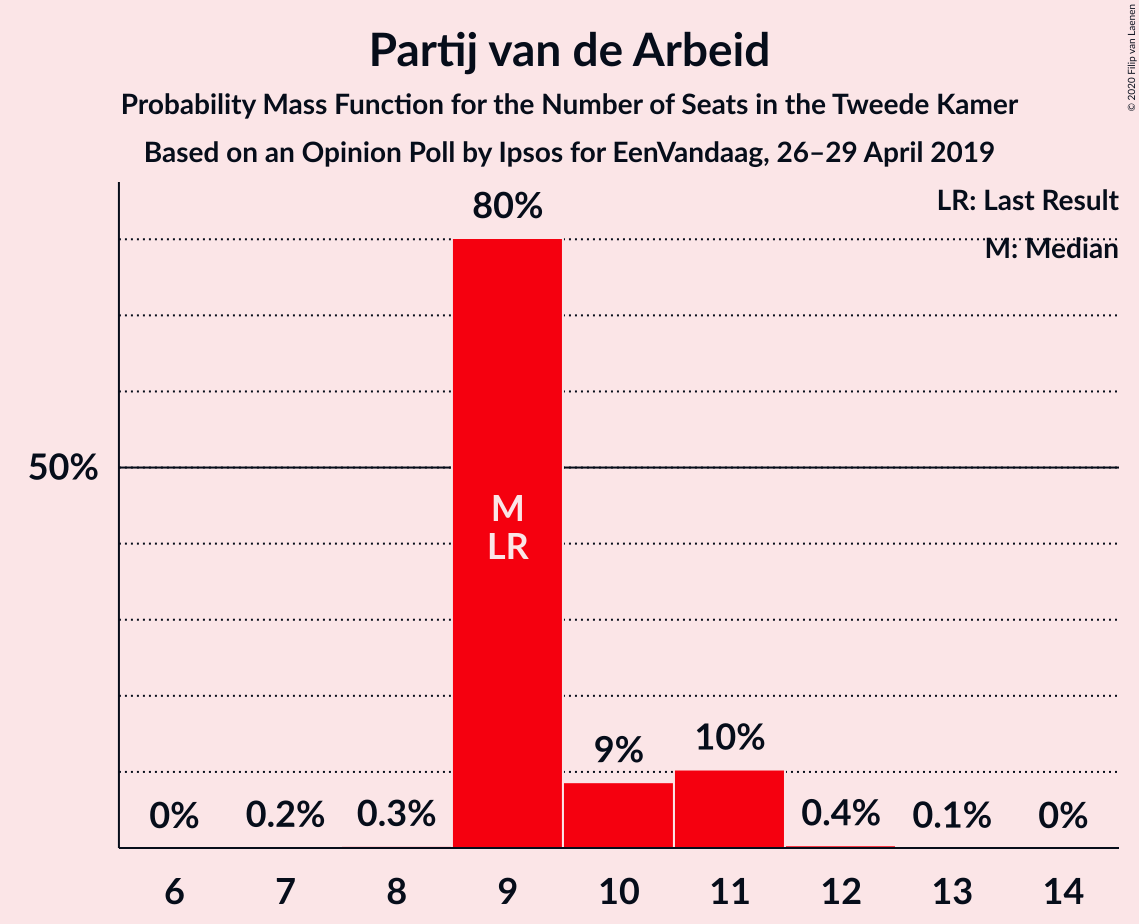 Partij van de Arbeid
Probability Mass Function for the Number of Seats in the Tweede Kamer
Based on an Opinion Poll by Ipsos for EenVandaag, 26–29 April 2019
© 2020 Filip van Laenen
LR: Last Result
M: Median
80%
50%
M
LR
0%
0.2%
0.3%
9%
10%
0.4%
0.1%
0%
6 7 8 9 10 11 12 13 14